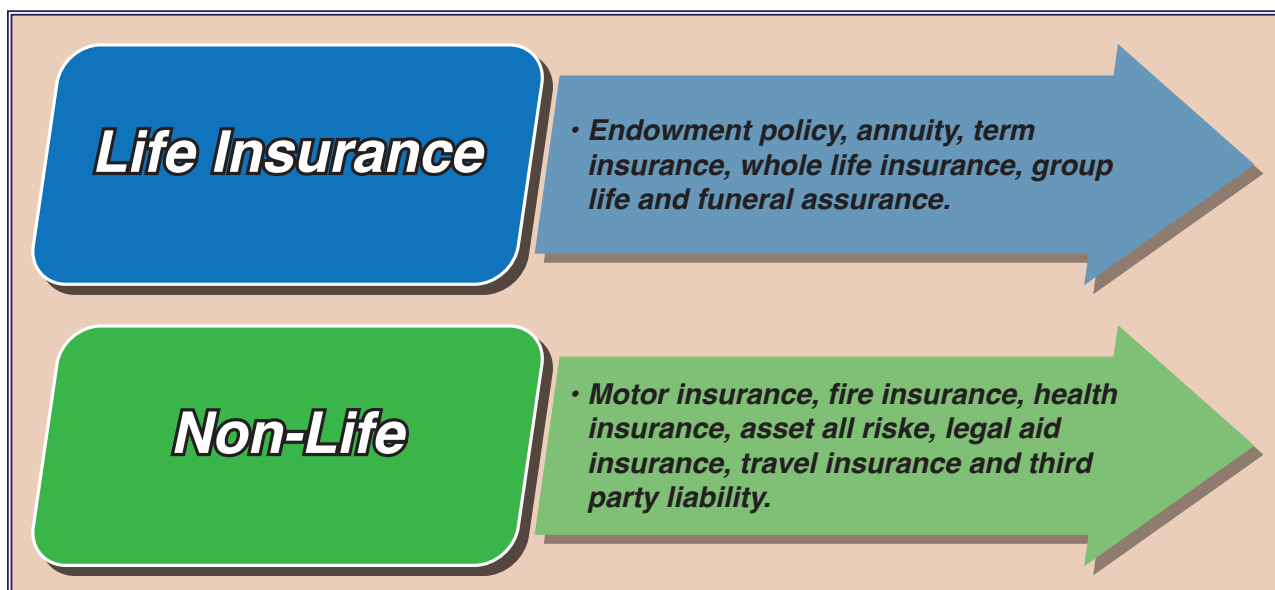 Life Insurance
• Endowment policy, annuity, term
insurance, whole life insurance, group
life and funeral assurance.
Non-Life
• Motor insurance, fire insurance, health
insurance, asset all riske, legal aid
insurance, travel insurance and third
party liability.